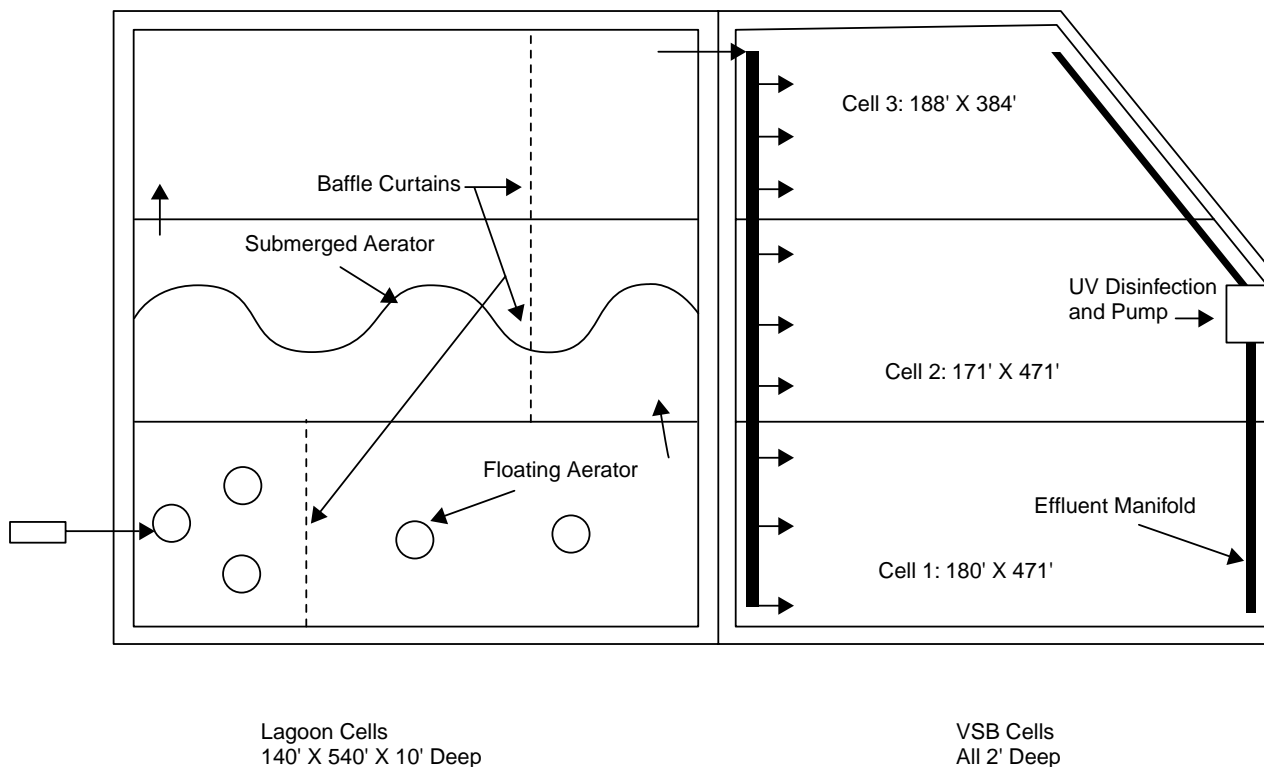 Cell 3: 188' X 384'
Baffle Curtains
Submerged Aerator
UV Disinfection
and Pump
Cell 2: 171' X 471'
Floating Aerator
Effluent Manifold
Cell 1: 180' X 471'
Lagoon Cells
140' X 540' X 10' Deep
VSB Cells
All 2' Deep